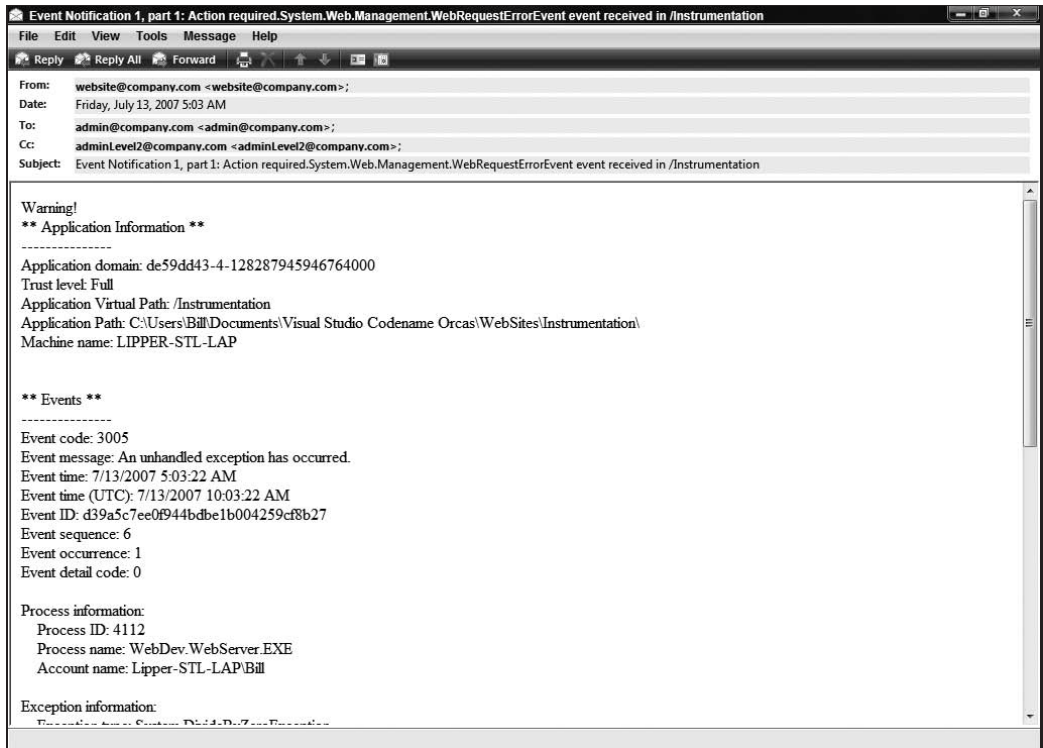 Event Notification 1, part 1: Action required.System.Web.Management.WebRequestErrorEvent event received in /Instrumentation
File Edit View Tools Message Help
Reply Reply All Forward
From: website@company.com <website@company.com>;
Date: Friday, July 13, 2007 5:03 AM
To: admin@company.com <admin@company.com>;
Cc: adminLevel2@company.com <adminLevel2@company.com>;
Subject: Event Notification 1, part 1: Action required.System.Web.Management.WebRequestErrorEvent event received in /Instrumentation
Warning!
** Application Information **
---------------
Application domain: de59dd43-4-128287945946764000
Trust level: Full
Application Virtual Path: /Instrumentation
Application Path: C:\Users\Bill\Documents\Visual Studio Codename Orcas\WebSites\Instrumentation\
Machine name: LIPPER-STL-LAP
** Events **
---------------
Event code: 3005
Event message: An unhandled exception has occurred.
Event time: 7/13/2007 5:03:22 AM
Event time (UTC): 7/13/2007 10:03:22 AM
Event ID: d39a5c7ee0f944bdbe1b004259cf8b27
Event sequence: 6
Event occurrence: 1
Event detail code: 0
Process information:
Process ID: 4112
Process name: WebDev.WebServer.EXE
Account name: Lipper-STL-LAP\Bill
Exception information:
Exception type: System.DivideByZeroException